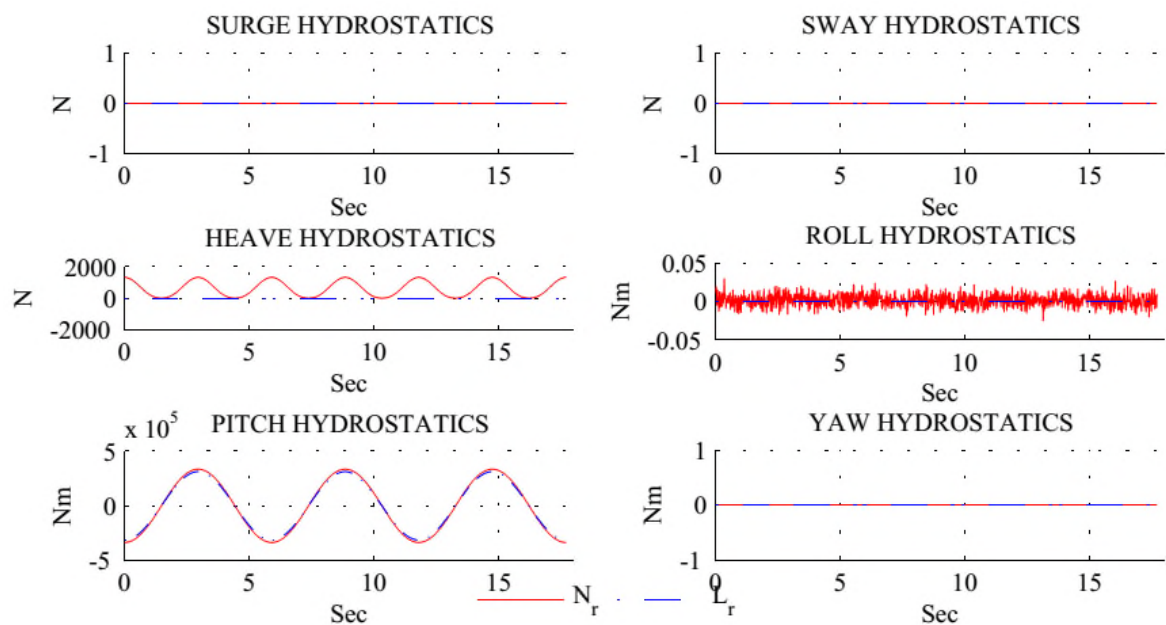 SURGE HYDROSTATICS
1
N 0
-1
0 5 10 15
Sec
SWAY HYDROSTATICS
1
N 0
-1
0 5 10 15
Sec
HEAVE HYDROSTATICS
2000
N 0
-2000
0 5 10 15
Sec
ROLL HYDROSTATICS
0.05
Nm 0
-0.05
0 5 10 15
Sec
PITCH HYDROSTATICS
x 10^5
5
Nm 0
-5
0 5 10 15
Sec
YAW HYDROSTATICS
1
Nm 0
-1
0 5 10 15
Sec
N_r L_r